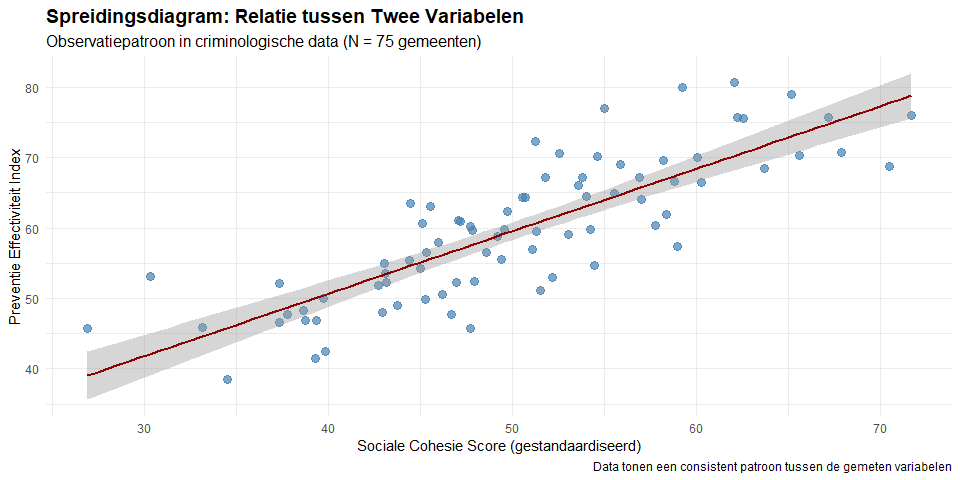 Spreidingsdiagram: Relatie tussen Twee Variabelen
Observatiepatroon in criminologische data (N = 75 gemeenten)
Preventie Effectiviteit Index
80
70
60
50
40
30 40 50 60 70
Sociale Cohesie Score (gestandaardiseerd)
Data tonen een consistent patroon tussen de gemeten variabelen